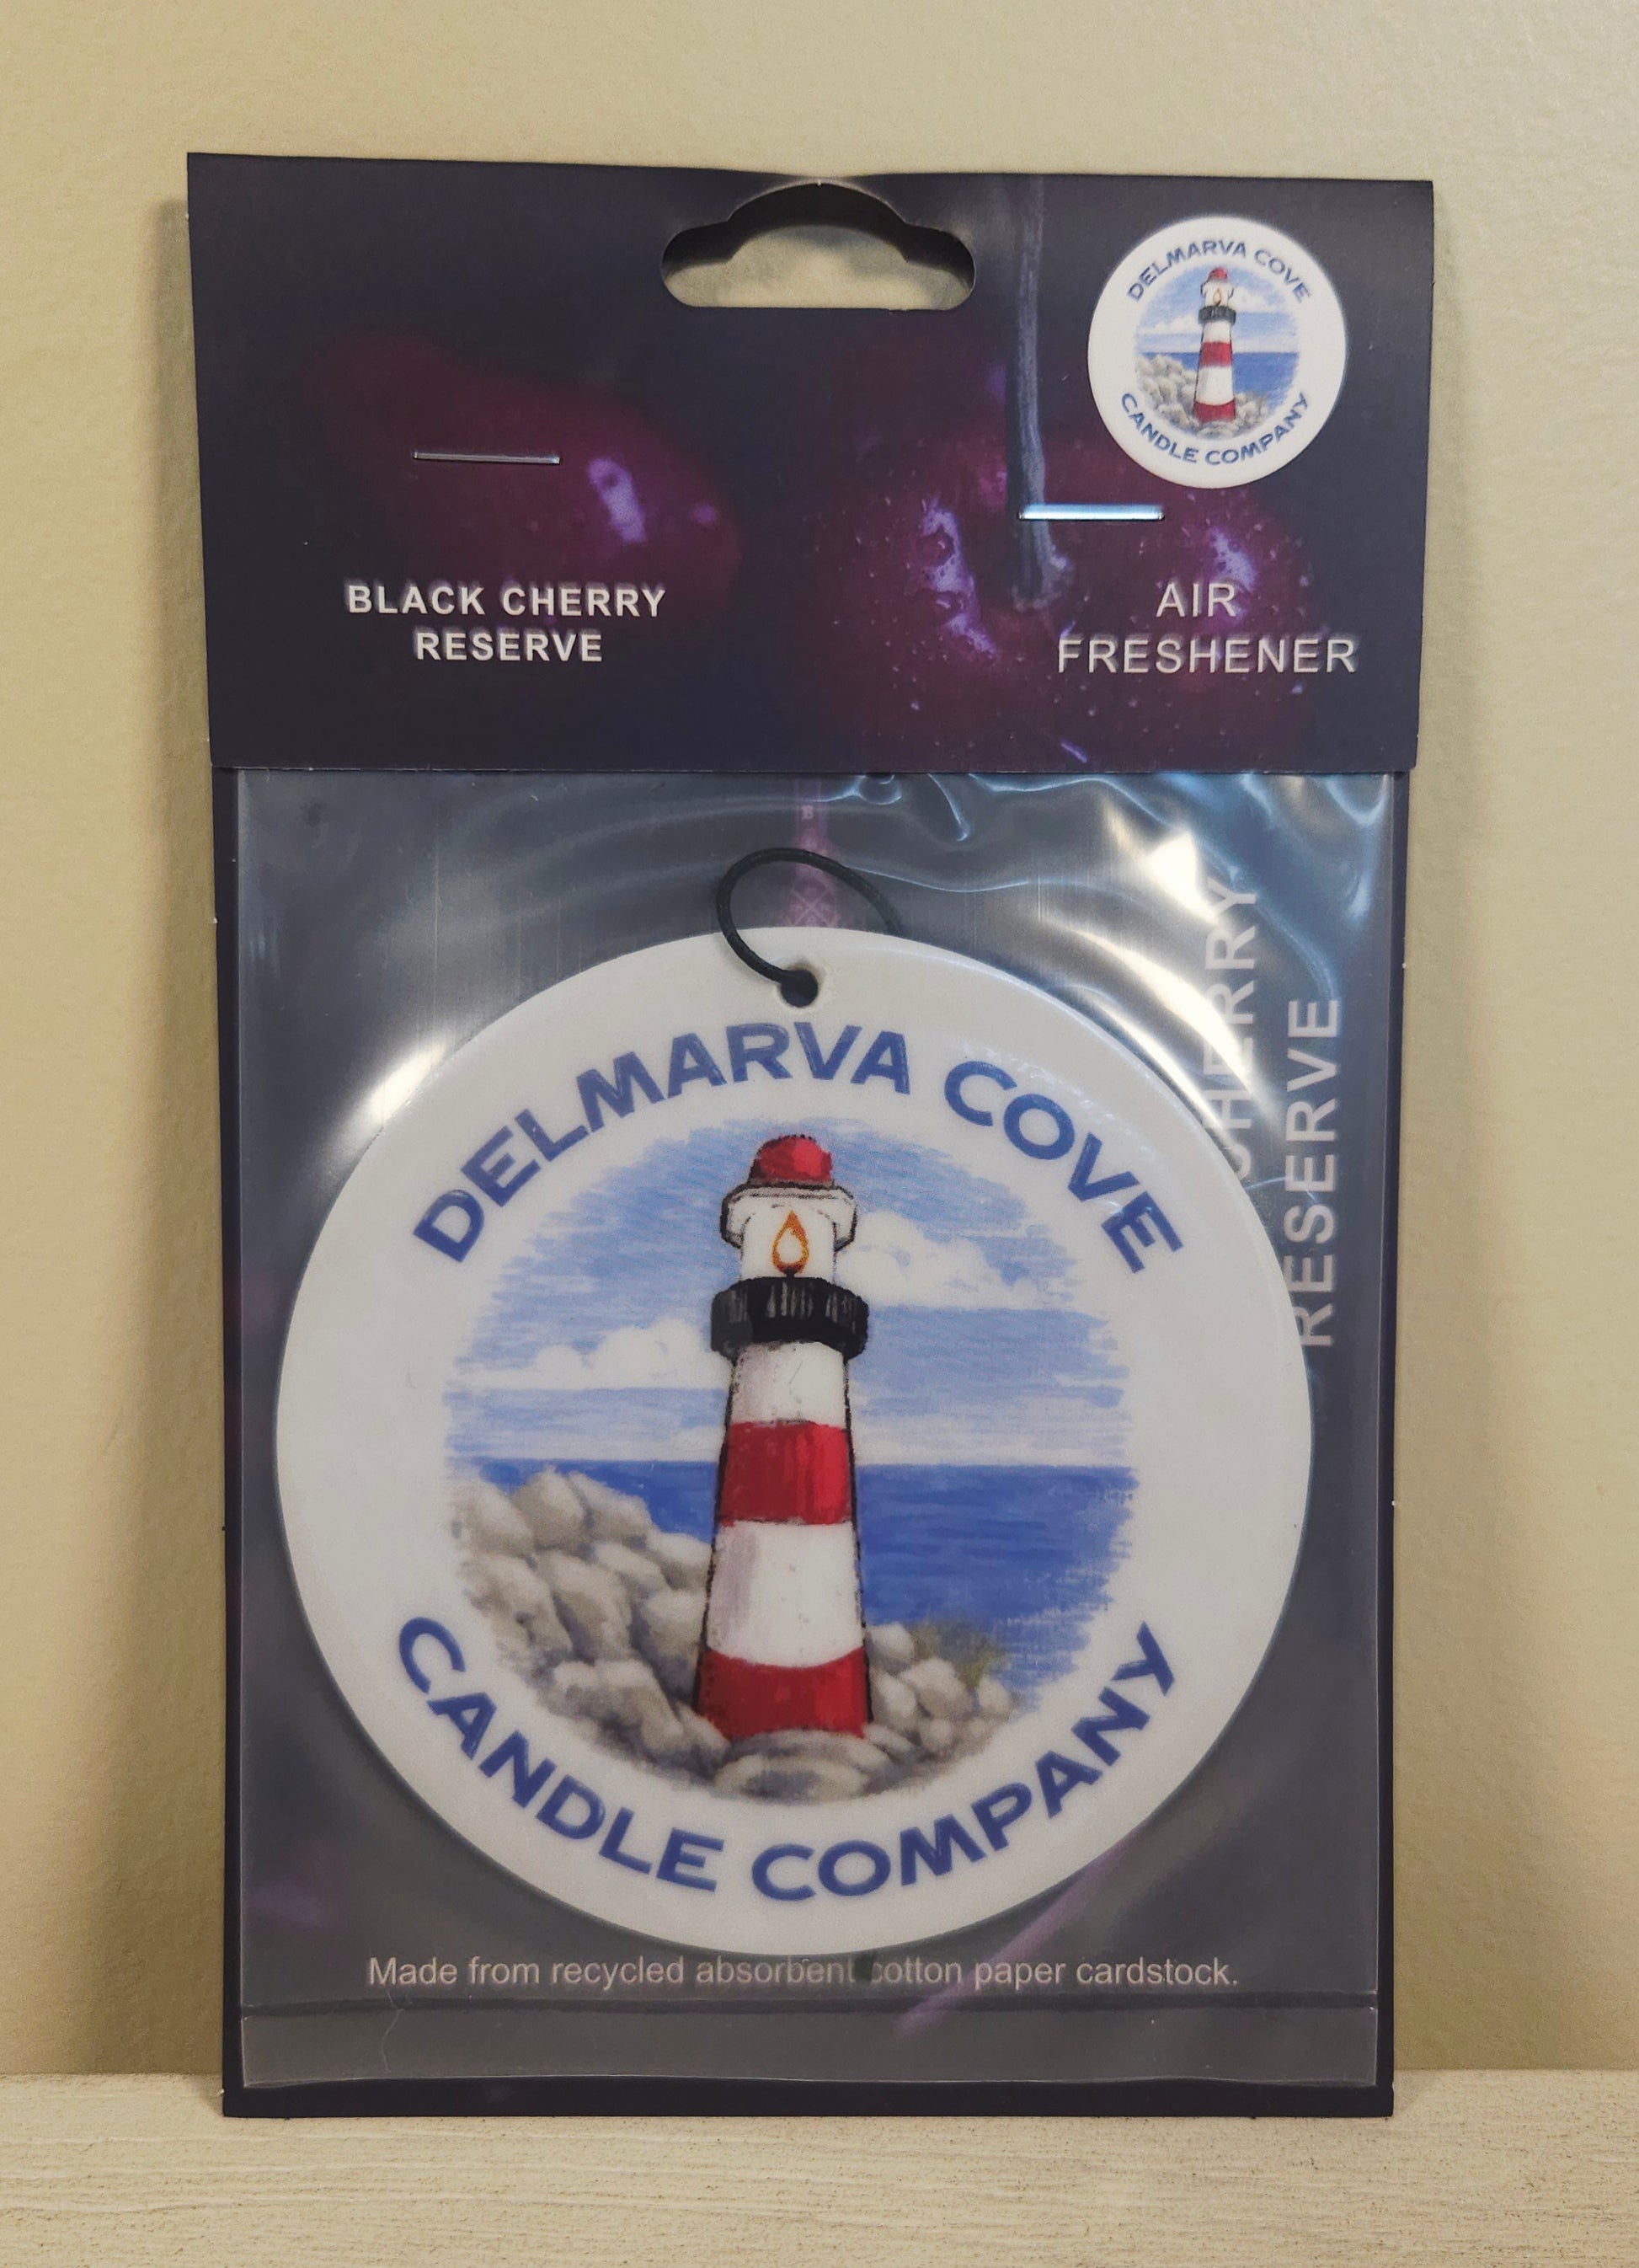 DELMARVA COVE
CANDLE COMPANY
BLACK CHERRY
RESERVE
AIR
FRESHENER
CHERRY
RESERVE
DELMARVA COVE
CANDLE COMPANY
Made from recycled absorbent cotton paper cardstock.